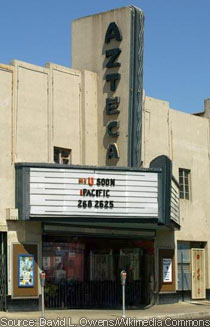 AZTECA
U SOON
PACIFIC
268 2625
Source: David L. Owens/Wikimedia Commons